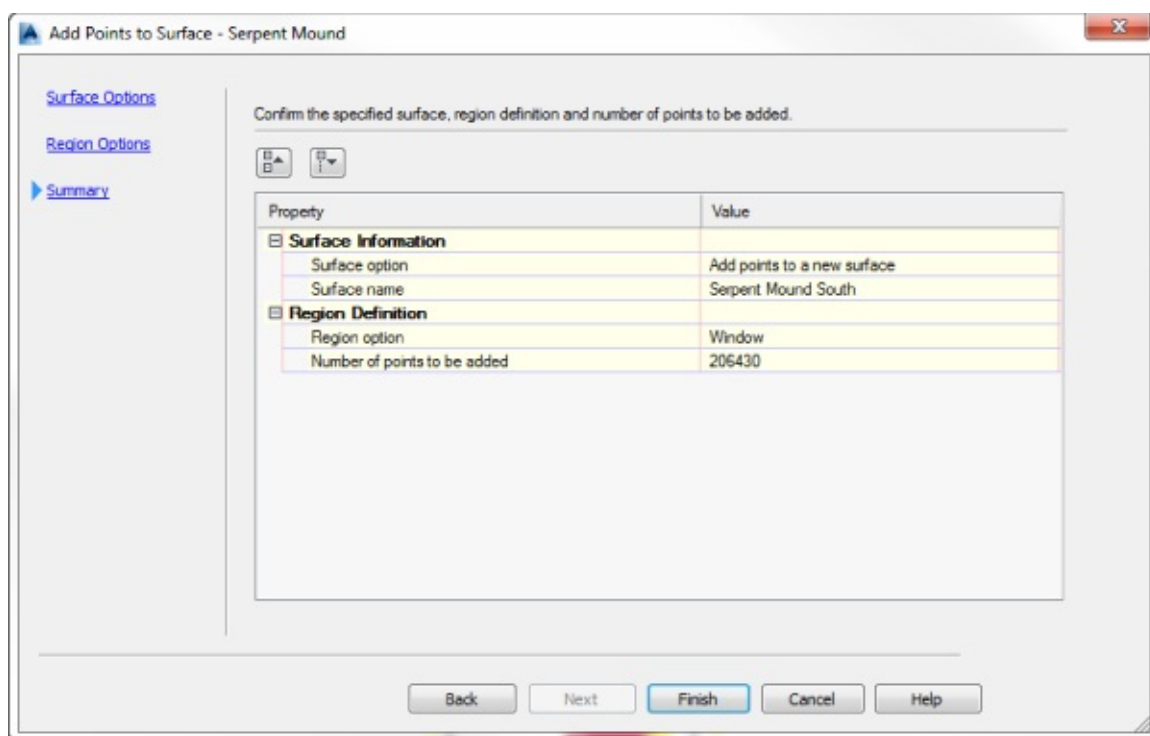 Add Points to Surface - Serpent Mound
Surface Options
Region Options
Summary
Confirm the specified surface, region definition and number of points to be added.
Property Value
Surface Information
Surface option Add points to a new surface
Surface name Serpent Mound South
Region Definition
Region option Window
Number of points to be added 206430
Back Next Finish Cancel Help